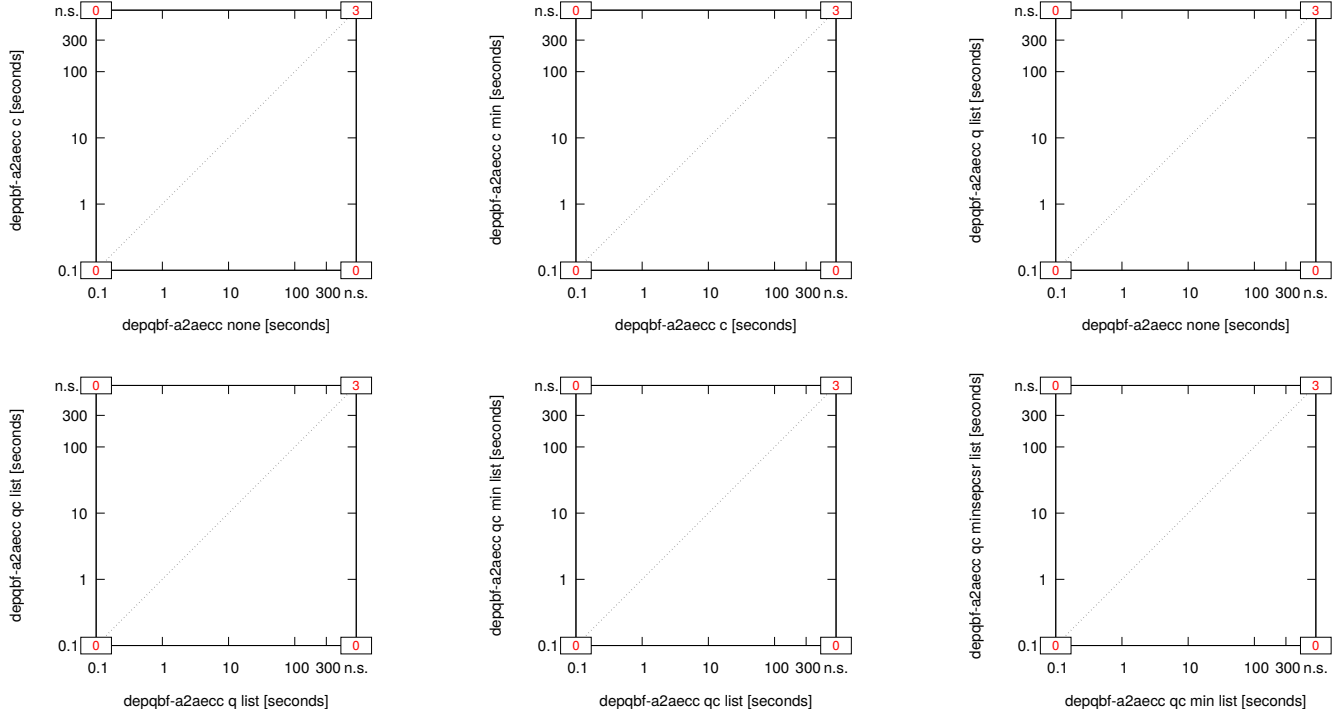 n.s. 0 3
300
100
10
1
0.1 0 0
0.1 1 10 100 300 n.s.
depqbf-a2aecc c [seconds]
depqbf-a2aecc none [seconds]
n.s. 0 3
300
100
10
1
0.1 0 0
0.1 1 10 100 300 n.s.
depqbf-a2aecc c min [seconds]
depqbf-a2aecc c [seconds]
n.s. 0 3
300
100
10
1
0.1 0 0
0.1 1 10 100 300 n.s.
depqbf-a2aecc q list [seconds]
depqbf-a2aecc none [seconds]
n.s. 0 3
300
100
10
1
0.1 0 0
0.1 1 10 100 300 n.s.
depqbf-a2aecc qc list [seconds]
depqbf-a2aecc q list [seconds]
n.s. 0 3
300
100
10
1
0.1 0 0
0.1 1 10 100 300 n.s.
depqbf-a2aecc qc min list [seconds]
depqbf-a2aecc qc list [seconds]
n.s. 0 3
300
100
10
1
0.1 0 0
0.1 1 10 100 300 n.s.
depqbf-a2aecc qc minsepcsr list [seconds]
depqbf-a2aecc qc min list [seconds]